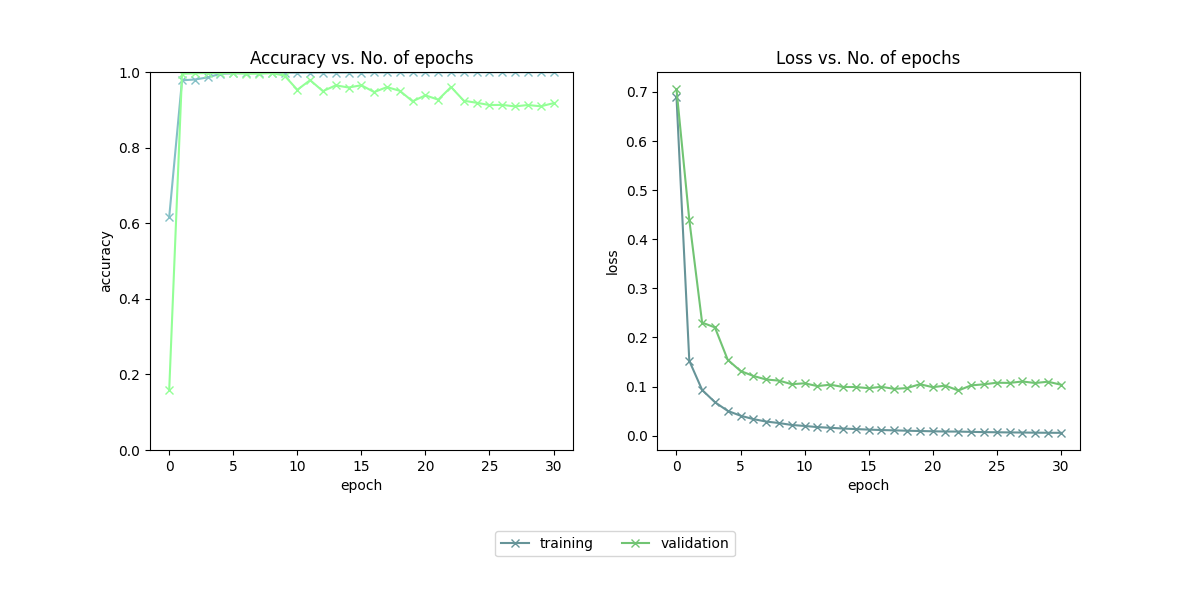 Accuracy vs. No. of epochs
1.0
0.8
0.6
0.4
0.2
0.0
accuracy
0 5 10 15 20 25 30
epoch
Loss vs. No. of epochs
0.7
0.6
0.5
0.4
0.3
0.2
0.1
0.0
loss
0 5 10 15 20 25 30
epoch
training validation